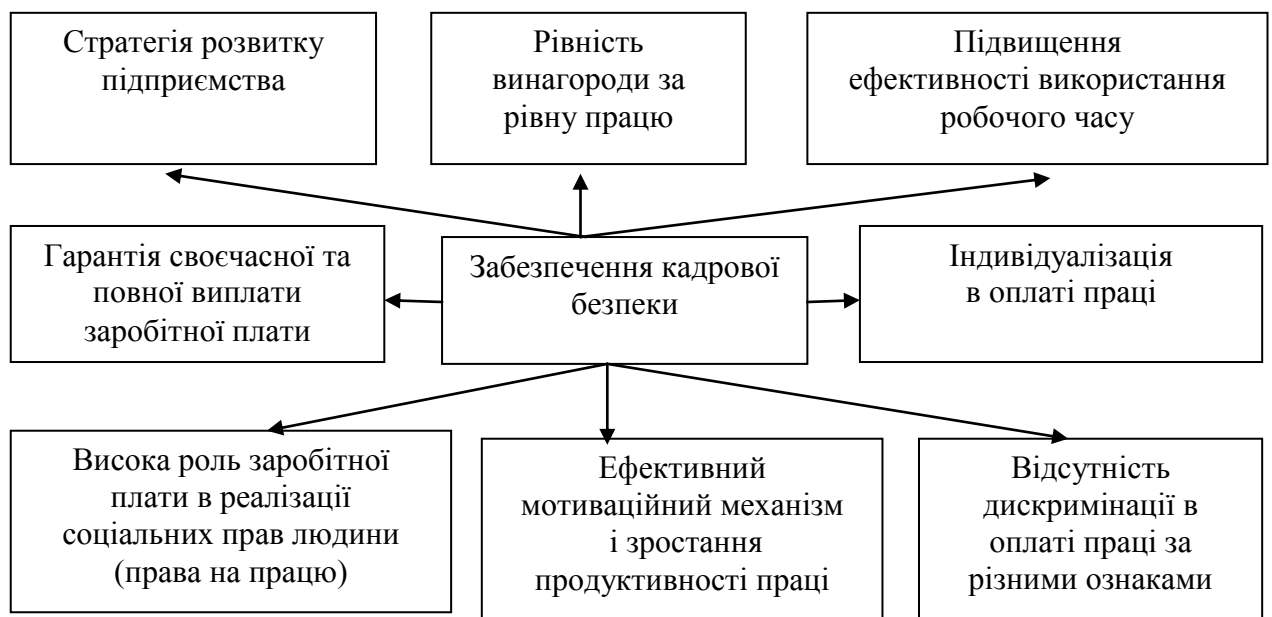 Стратегія розвитку
підприємства
Рівність
винагороди за
рівну працю
Підвищення
ефективності використання
робочого часу
Гарантія своєчасної та
повної виплати
заробітної плати
Забезпечення кадрової
безпеки
Індивідуалізація
в оплаті праці
Висока роль заробітної
плати в реалізації
соціальних прав людини
(права на працю)
Ефективний
мотиваційний механізм
і зростання
продуктивності праці
Відсутність
дискримінації в
оплаті праці за
різними ознаками